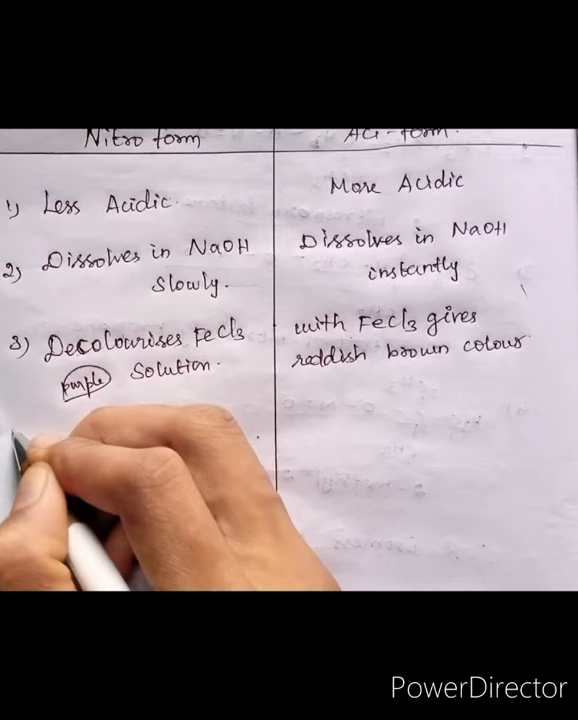 Nitro form
Aci-form.
1) Less Acidic.
More Acidic
2) Dissolves in NaOH
slowly.
Dissolves in NaOH
instantly
3) Decolourises FeCl3
purple solution.
with FeCl3 gives
reddish brown colour.
PowerDirector